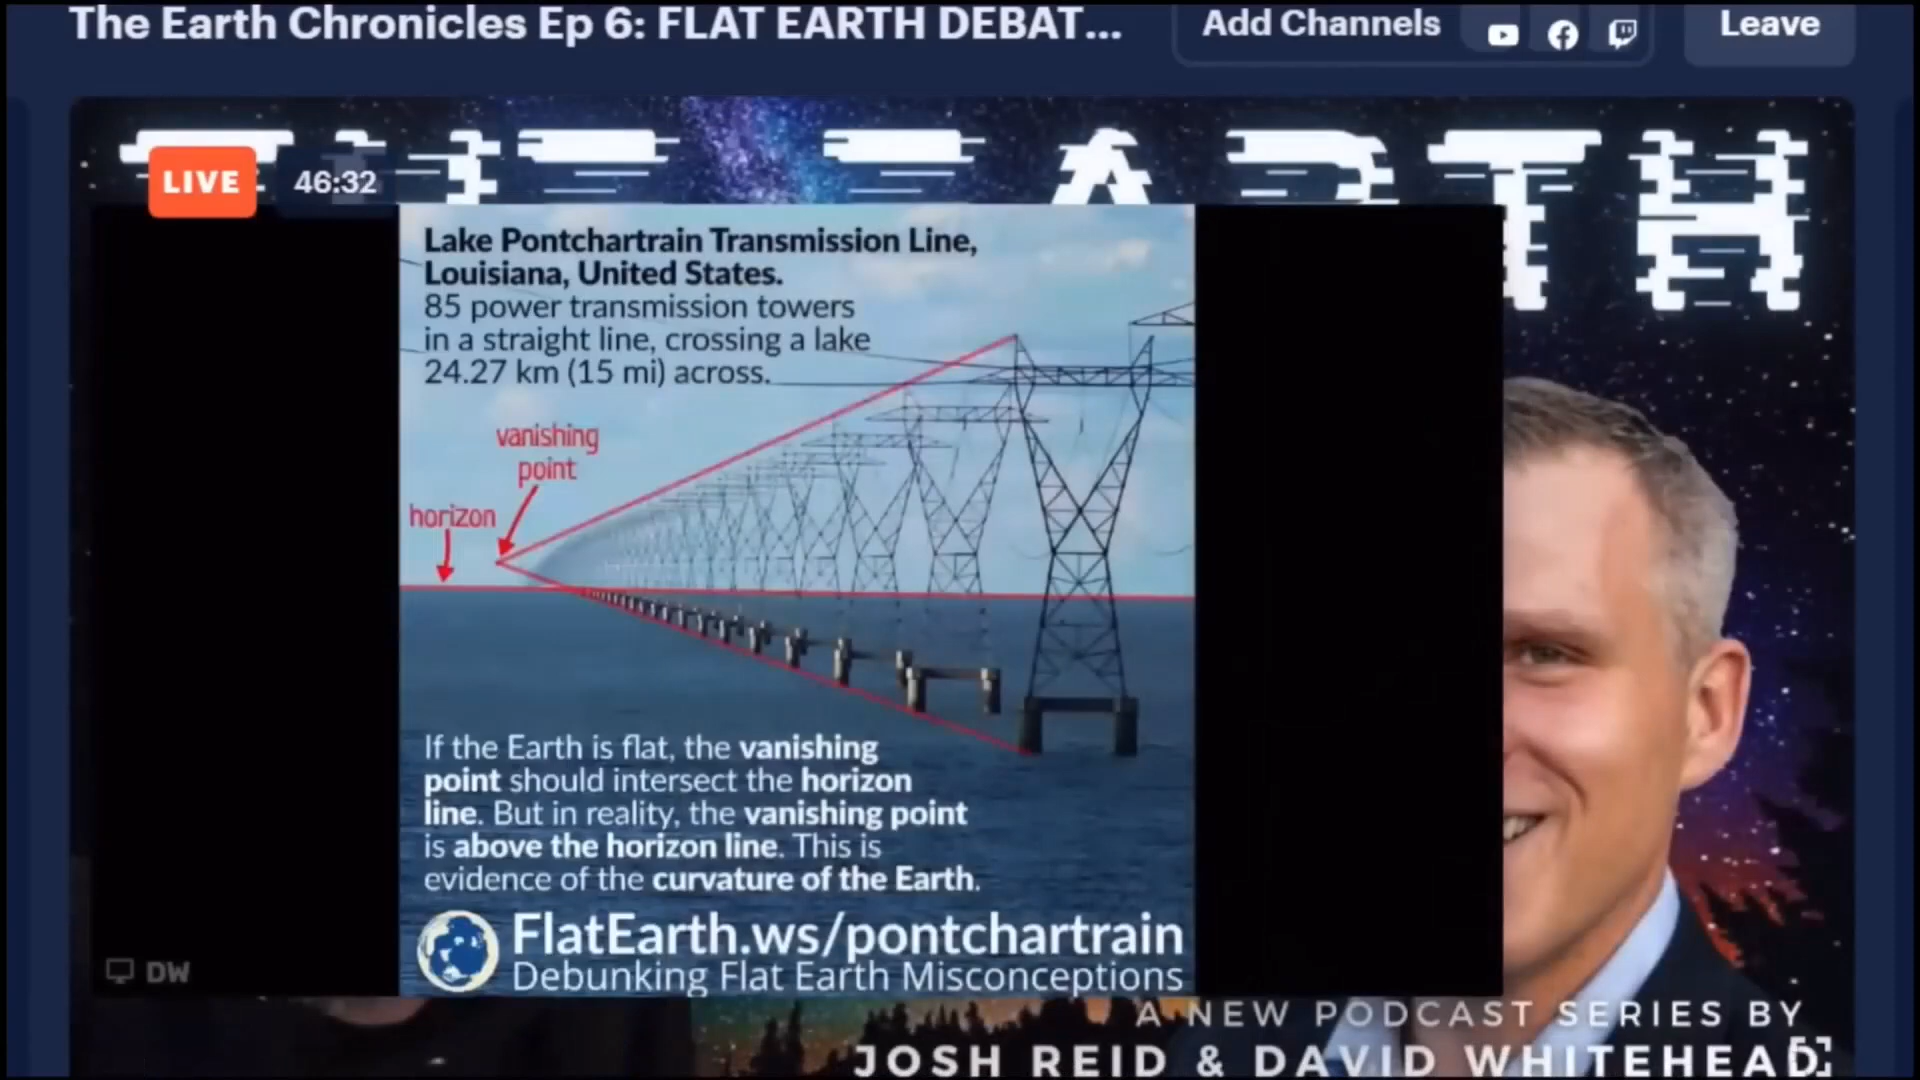 The Earth Chronicles Ep 6: FLAT EARTH DEBAT...
Add Channels
Leave
THE EARTH
LIVE
46:32
Lake Pontchartrain Transmission Line,
Louisiana, United States.
85 power transmission towers
in a straight line, crossing a lake
24.27 km (15 mi) across.
vanishing
point
horizon
If the Earth is flat, the vanishing
point should intersect the horizon
line. But in reality, the vanishing point
is above the horizon line. This is
evidence of the curvature of the Earth.
FlatEarth.ws/pontchartrain
Debunking Flat Earth Misconceptions
DW
A NEW PODCAST SERIES BY
JOSH REID & DAVID WHITEHEAD